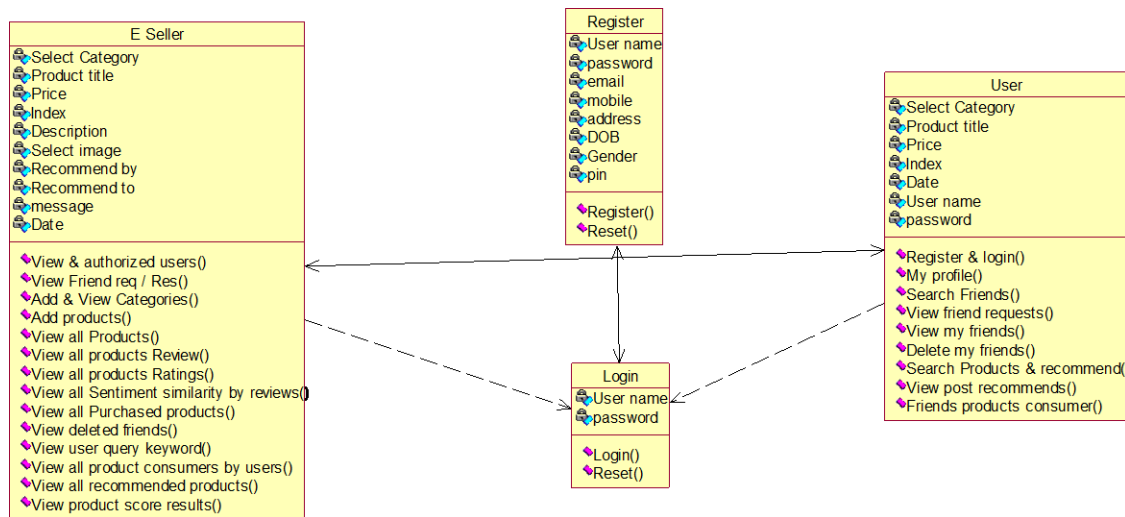 E Seller
Select Category
Product title
Price
Index
Description
Select image
Recommend by
Recommend to
message
Date
View & authorized users()
View Friend req / Res()
Add & View Categories()
Add products()
View all Products()
View all products Review()
View all products Ratings()
View all Sentiment similarity by reviews()
View all Purchased products()
View deleted friends()
View user query keyword()
View all product consumers by users()
View all recommended products()
View product score results()
Register
User name
password
email
mobile
address
DOB
Gender
pin
Register()
Reset()
Login
User name
password
Login()
Reset()
User
Select Category
Product title
Price
Index
Date
User name
password
Register & login()
My profile()
Search Friends()
View friend requests()
View my friends()
Delete my friends()
Search Products & recommend(
View post recommends()
Friends products consumer()